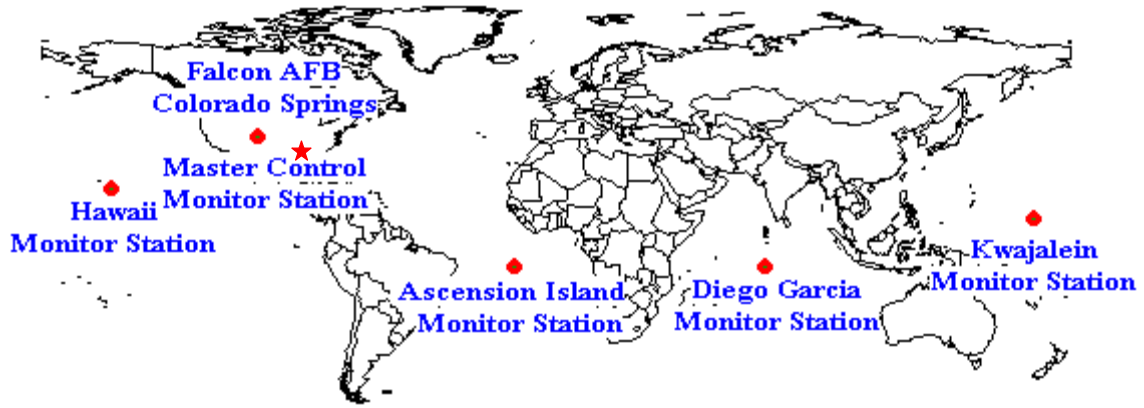 Falcon AFB
Colorado Springs
Master Control
Monitor Station
Hawaii
Monitor Station
Ascension Island
Monitor Station
Diego Garcia
Monitor Station
Kwajalein
Monitor Station